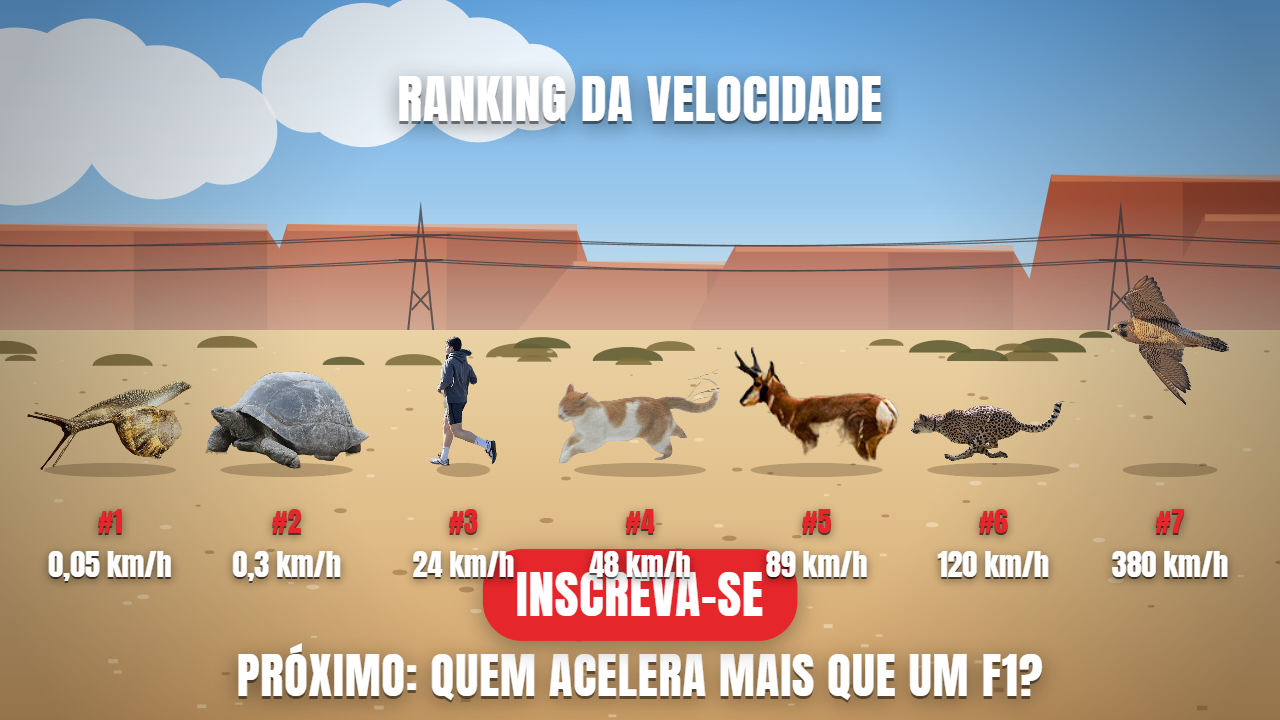 RANKING DA VELOCIDADE
#1 #2 #3 #4 #5 #6 #7
0,05 km/h 0,3 km/h 24 km/h 48 km/h 89 km/h 120 km/h 380 km/h
INSCREVA-SE
PRÓXIMO: QUEM ACELERA MAIS QUE UM F1?